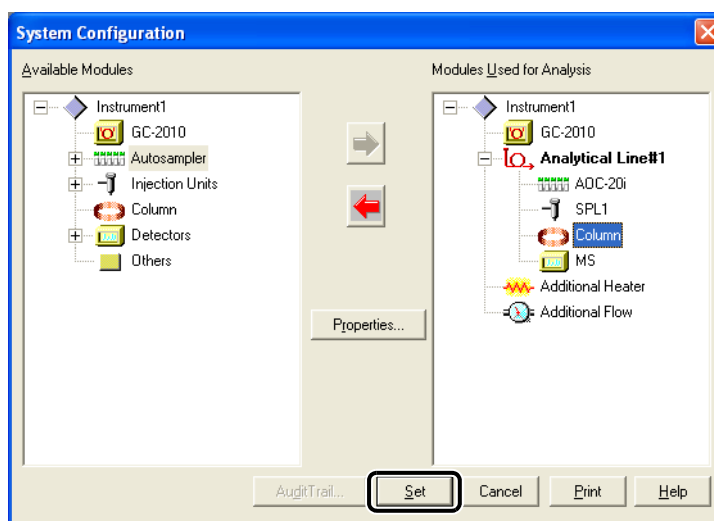 System Configuration
Available Modules
Instrument1
GC-2010
Autosampler
Injection Units
Column
Detectors
Others
Properties...
Modules Used for Analysis
Instrument1
GC-2010
Analytical Line#1
AOC-20i
SPL1
Column
MS
Additional Heater
Additional Flow
AuditTrail...
Set
Cancel
Print
Help